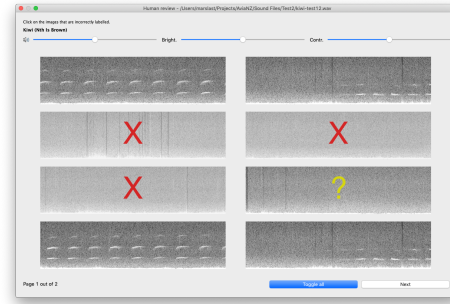 Human review - /Users/marslast/Projects/AviaNZ/Sound Files/Test2/kiwi-test12.wav
Click on the images that are incorrectly labelled.
Kiwi (Nth Is Brown)
Bright.
Contr.
X
X
X
?
Page 1 out of 2
Toggle all
Next